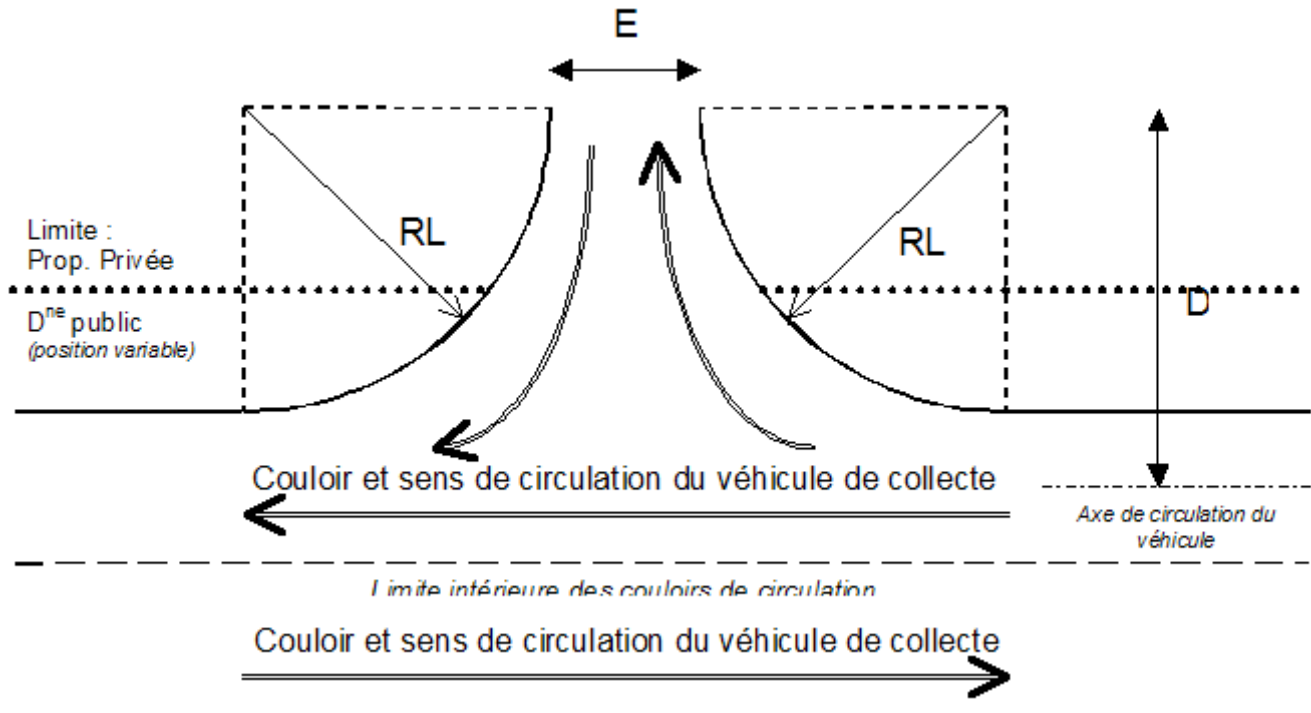 E
RL
RL
Limite :
Prop. Privée
D
Dne public
(position variable)
Couloir et sens de circulation du véhicule de collecte
Axe de circulation du
véhicule
Limite intérieure des couloirs de circulation
Couloir et sens de circulation du véhicule de collecte